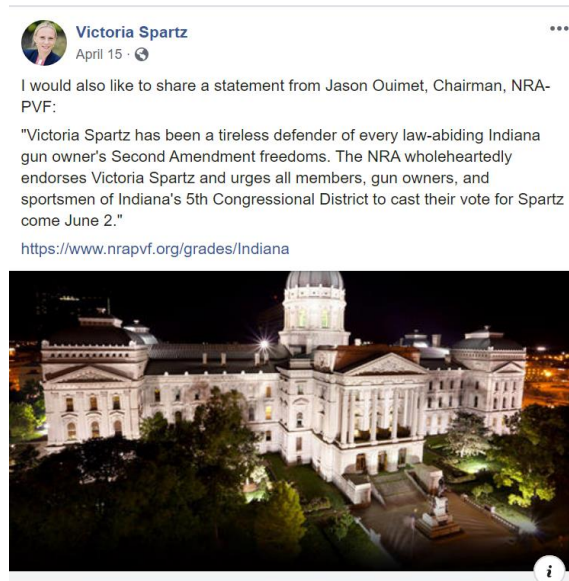 Victoria Spartz
April 15 ·
I would also like to share a statement from Jason Ouimet, Chairman, NRA-
PVF:
"Victoria Spartz has been a tireless defender of every law-abiding Indiana
gun owner's Second Amendment freedoms. The NRA wholeheartedly
endorses Victoria Spartz and urges all members, gun owners, and
sportsmen of Indiana's 5th Congressional District to cast their vote for Spartz
come June 2."
https://www.nrapvf.org/grades/Indiana
i